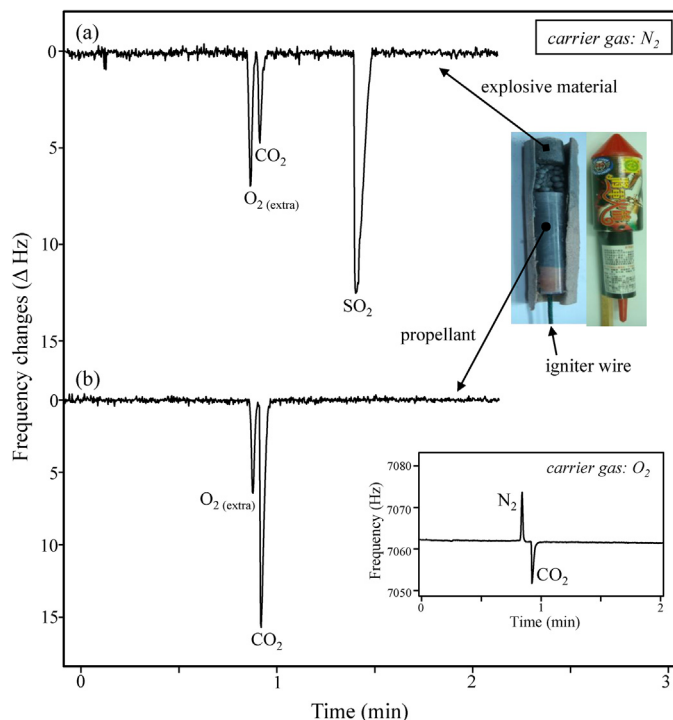 (a)
carrier gas: N₂
0
5
10
15
CO₂
O₂ (extra)
SO₂
explosive material
propellant
igniter wire
Frequency changes (Δ Hz)
(b)
0
5
10
15
O₂ (extra)
CO₂
carrier gas: O₂
Frequency (Hz)
7080
7070
7060
7050
N₂
CO₂
0 1 2
Time (min)
0 1 2 3
Time (min)